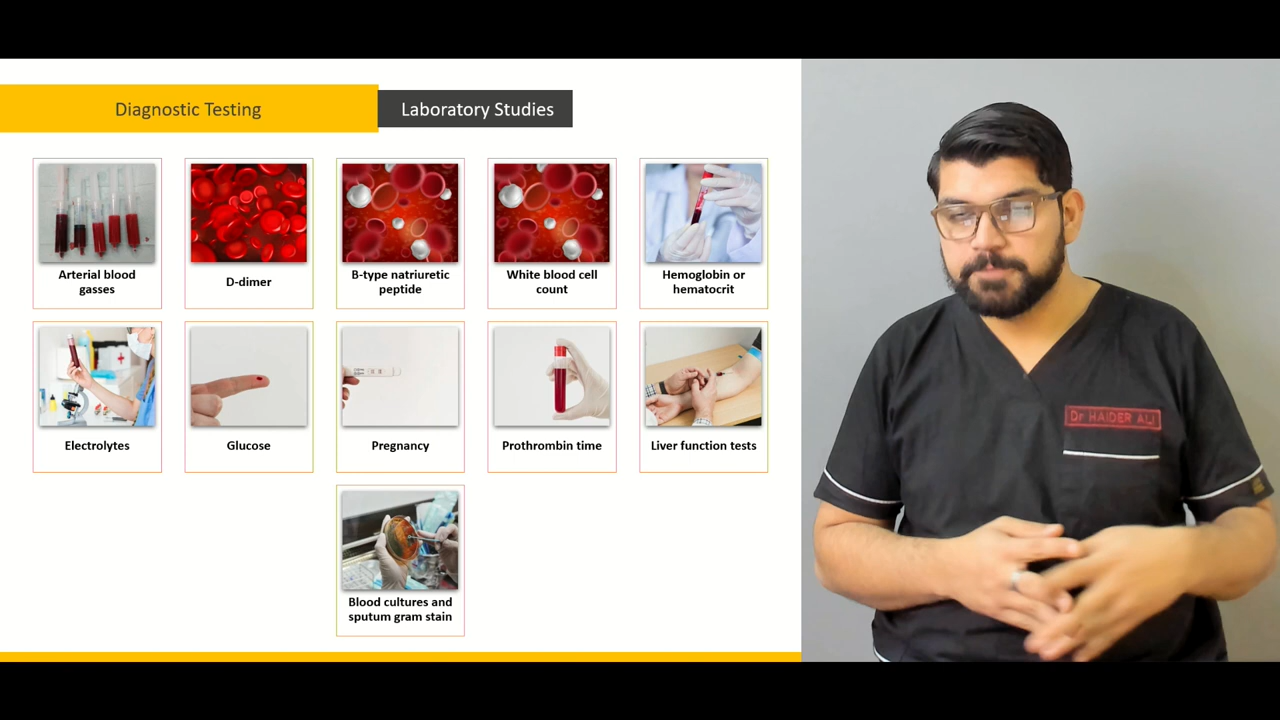 Diagnostic Testing
Laboratory Studies
Arterial blood
gasses
D-dimer
B-type natriuretic
peptide
White blood cell
count
Hemoglobin or
hematocrit
Electrolytes
Glucose
Pregnancy
Prothrombin time
Liver function tests
Blood cultures and
sputum gram stain
Dr HAIDER ALI